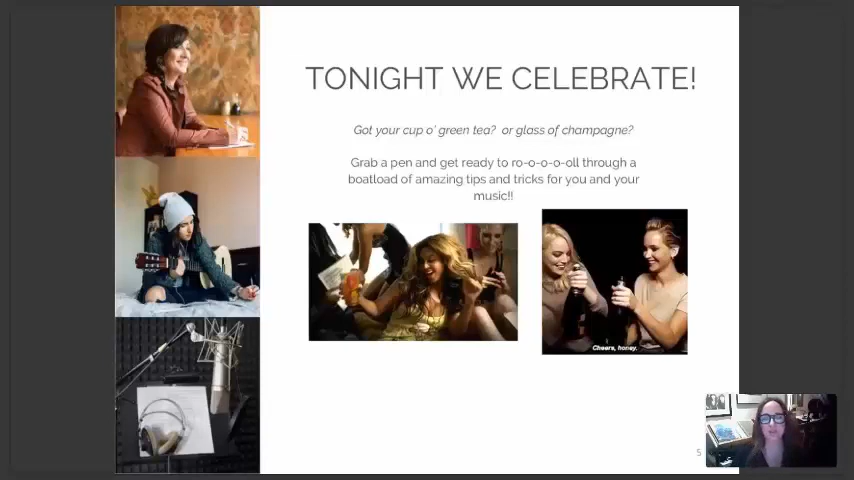 TONIGHT WE CELEBRATE!
Got your cup o' green tea?  or glass of champagne?
Grab a pen and get ready to ro-o-o-o-oll through a
boatload of amazing tips and tricks for you and your
music!!
Cheers, honey.
5